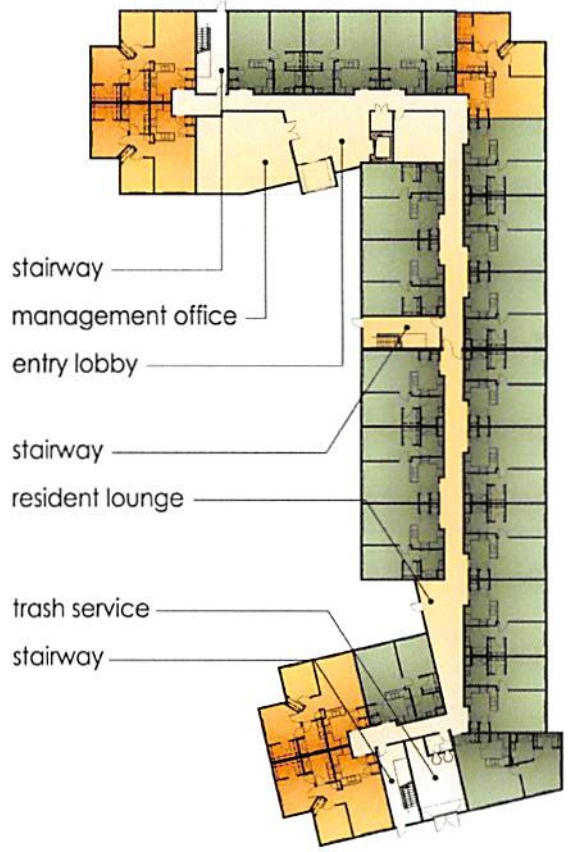 stairway
management office
entry lobby
stairway
resident lounge
trash service
stairway